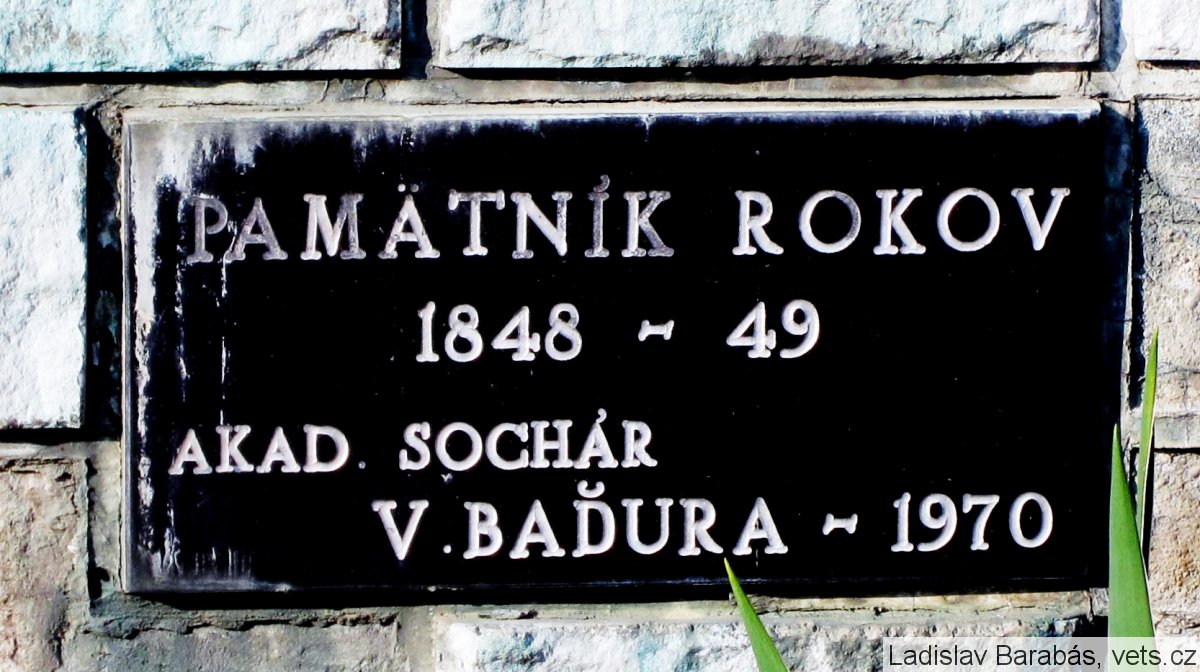 PAMÄTNÍK ROKOV
1848 - 49
AKAD. SOCHÁR
V. BAĎURA - 1970
Ladislav Barabás, vets.cz